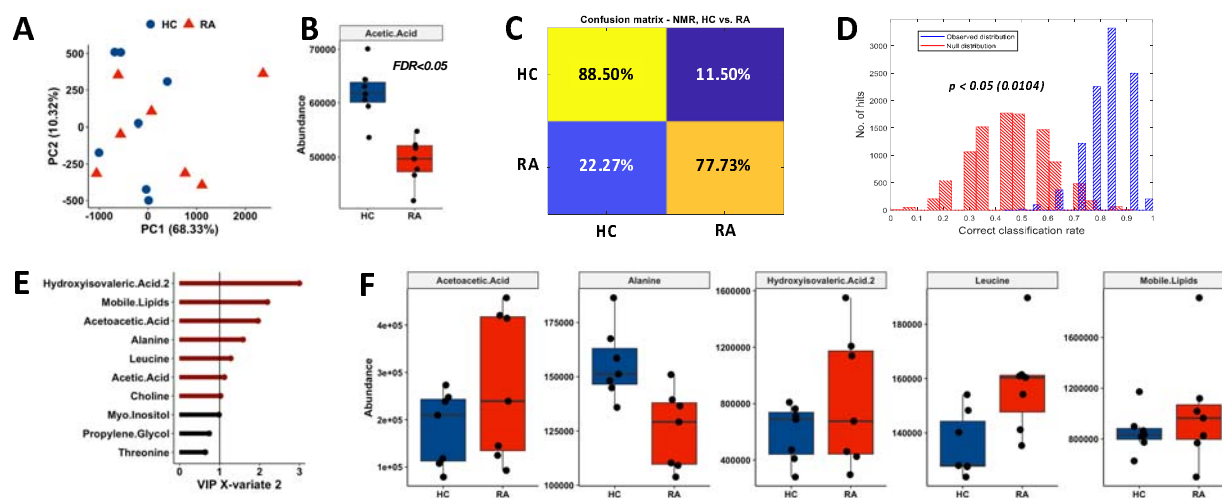 A
HC RA
500
250
0
-250
-500
-1000 0 1000 2000
PC2 (10.32%)
PC1 (68.33%)
B
Acetic.Acid
FDR<0.05
70000
60000
50000
Abundance
HC RA
C
Confusion matrix - NMR, HC vs. RA
HC 88.50% 11.50%
RA 22.27% 77.73%
HC RA
D
Observed distribution
Null distribution
p < 0.05 (0.0104)
3000
2500
2000
1500
1000
500
0
No. of hits
0 0.1 0.2 0.3 0.4 0.5 0.6 0.7 0.8 0.9 1
Correct classification rate
E
Hydroxyisovaleric.Acid.2
Mobile.Lipids
Acetoacetic.Acid
Alanine
Leucine
Acetic.Acid
Choline
Myo.Inositol
Propylene.Glycol
Threonine
0 1 2 3
VIP X-variate 2
F
Abundance
Acetoacetic.Acid
4e+05
3e+05
2e+05
1e+05
HC RA
Alanine
175000
150000
125000
100000
HC RA
Hydroxyisovaleric.Acid.2
1600000
1200000
800000
400000
HC RA
Leucine
180000
160000
140000
HC RA
Mobile.Lipids
1600000
1200000
800000
HC RA